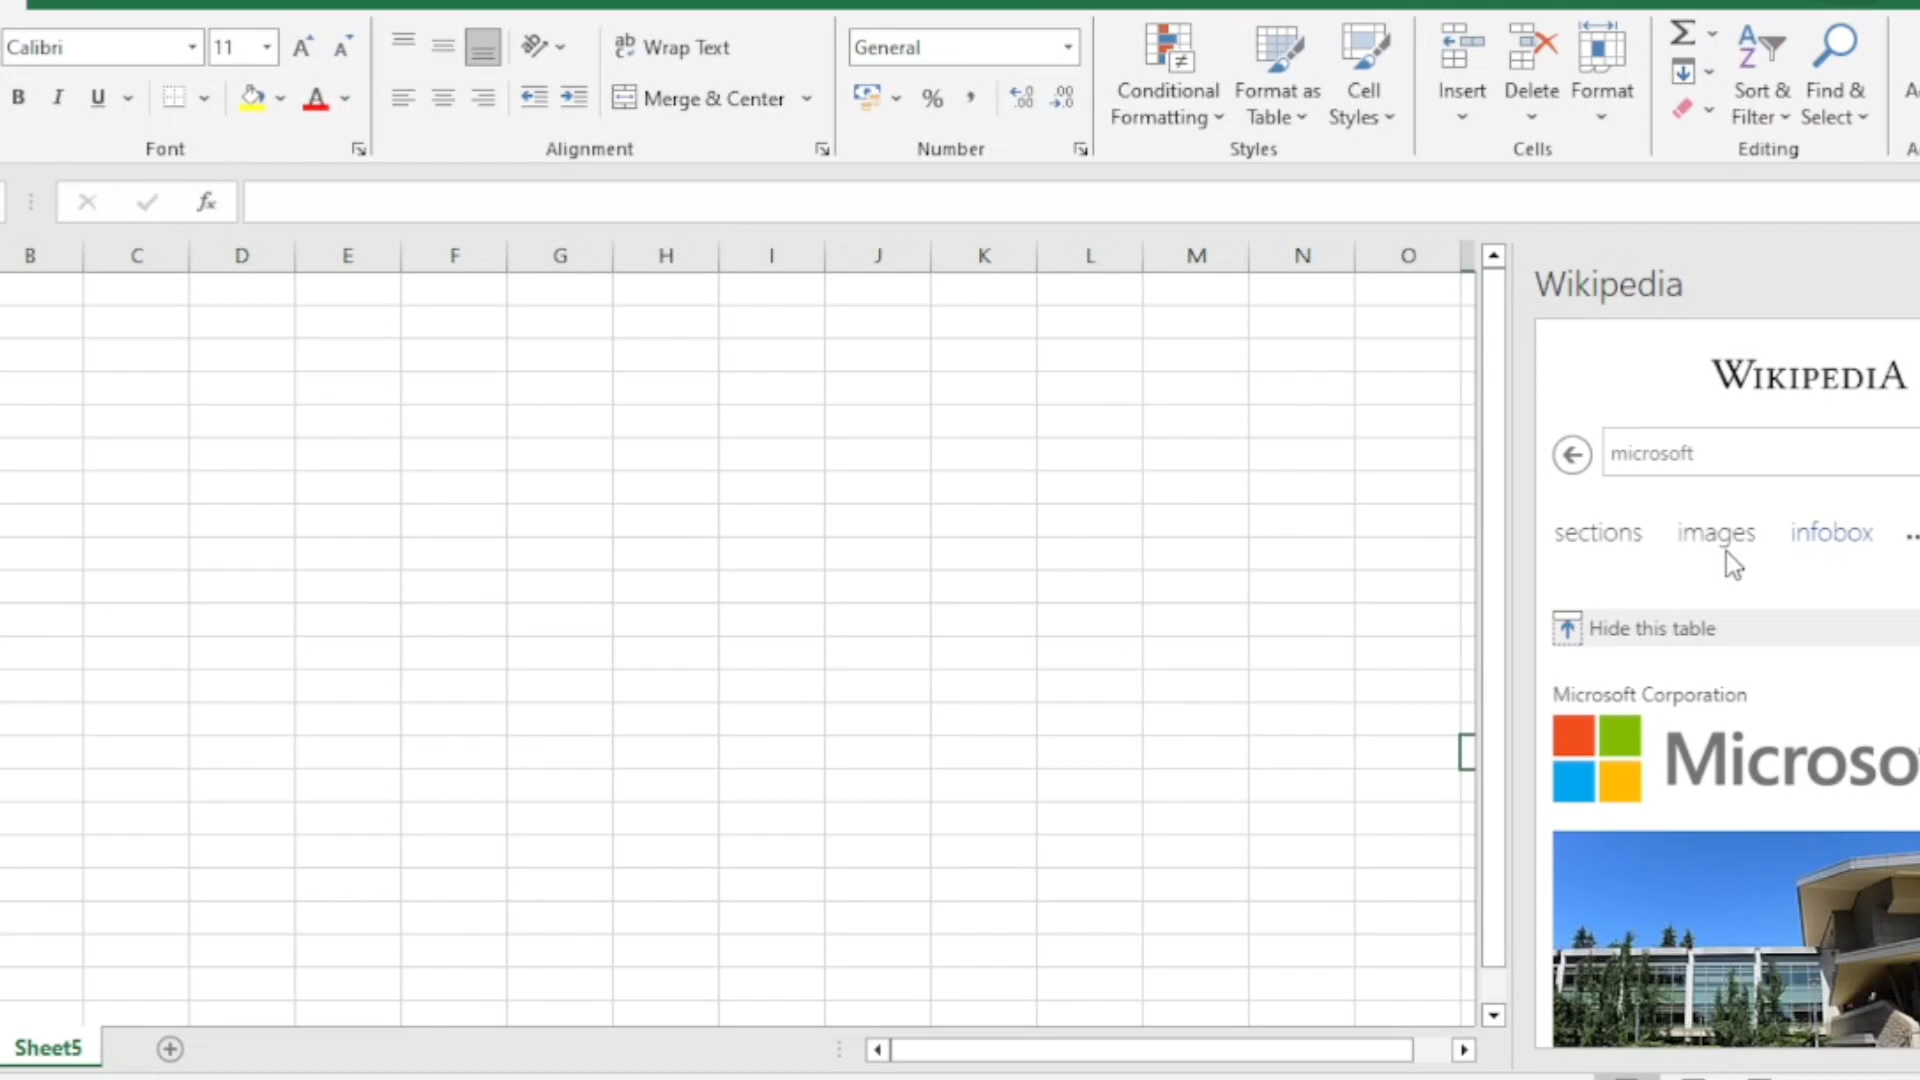 Calibri
11
Wrap Text
General
B I U
Merge & Center
% ,
Conditional
Formatting
Format as
Table
Cell
Styles
Insert
Delete
Format
Sort &
Filter
Find &
Select
Font
Alignment
Number
Styles
Cells
Editing
fx
B C D E F G H I J K L M N O
Wikipedia
WIKIPEDIA
microsoft
sections images infobox
Hide this table
Microsoft Corporation
Microso
Sheet5